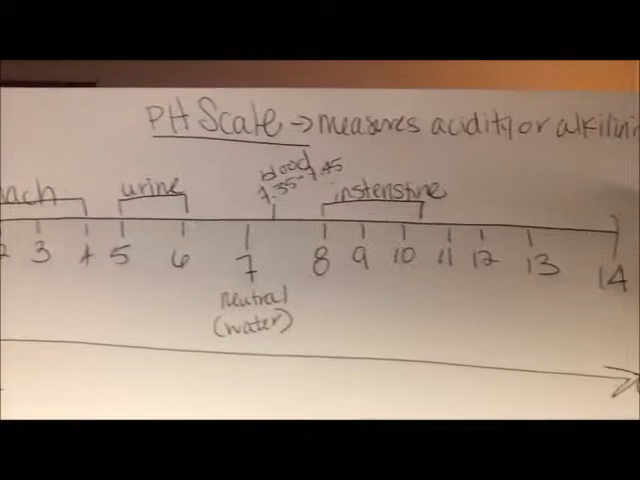 PH Scale → measures acidity or alkilini
blood
7.35-7.45
ach urine instenstine
2 3 4 5 6 7 8 9 10 11 12 13 14
neutral
(water)